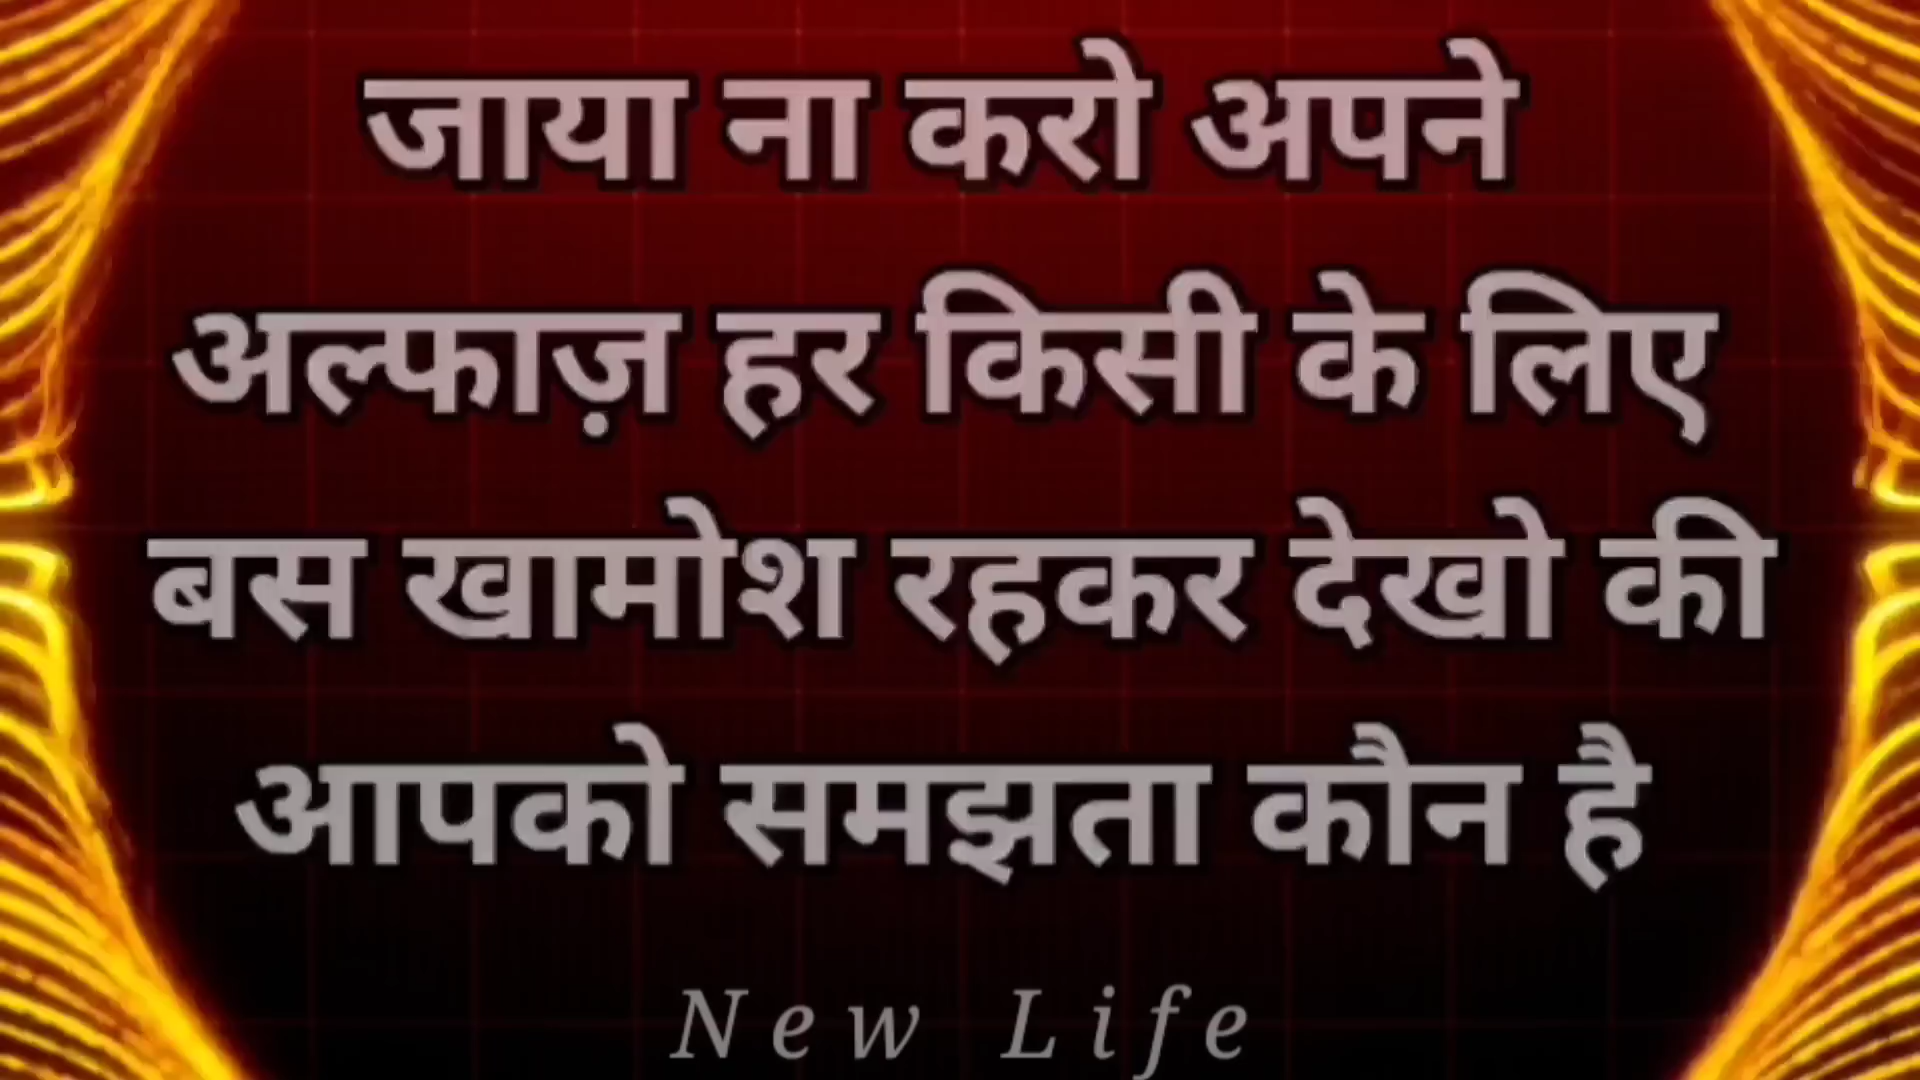 जाया ना करो अपने
अल्फाज़ हर किसी के लिए
बस खामोश रहकर देखो की
आपको समझता कौन है
New Life